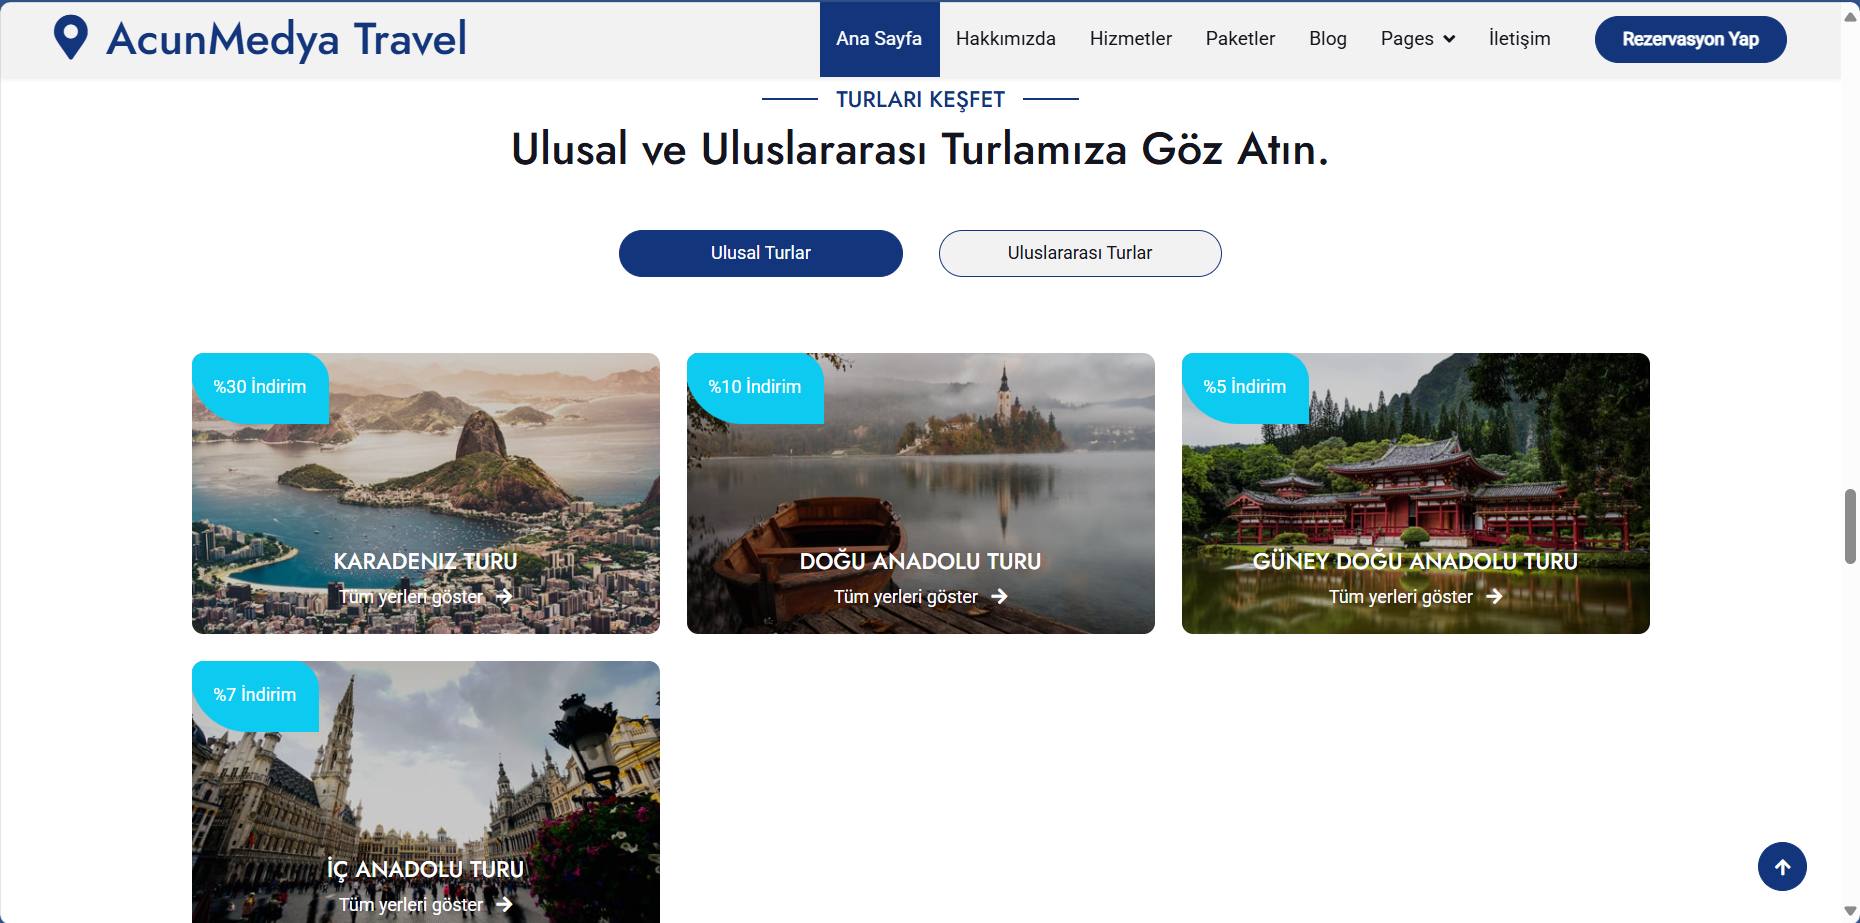 AcunMedya Travel
Ana Sayfa
Hakkımızda
Hizmetler
Paketler
Blog
Pages
İletişim
Rezervasyon Yap
TURLARI KEŞFET
Ulusal ve Uluslararası Turlamıza Göz Atın.
Ulusal Turlar
Uluslararası Turlar
%30 İndirim
KARADENIZ TURU
Tüm yerleri göster
%10 İndirim
DOĞU ANADOLU TURU
Tüm yerleri göster
%5 İndirim
GÜNEY DOĞU ANADOLU TURU
Tüm yerleri göster
%7 İndirim
İÇ ANADOLU TURU
Tüm yerleri göster